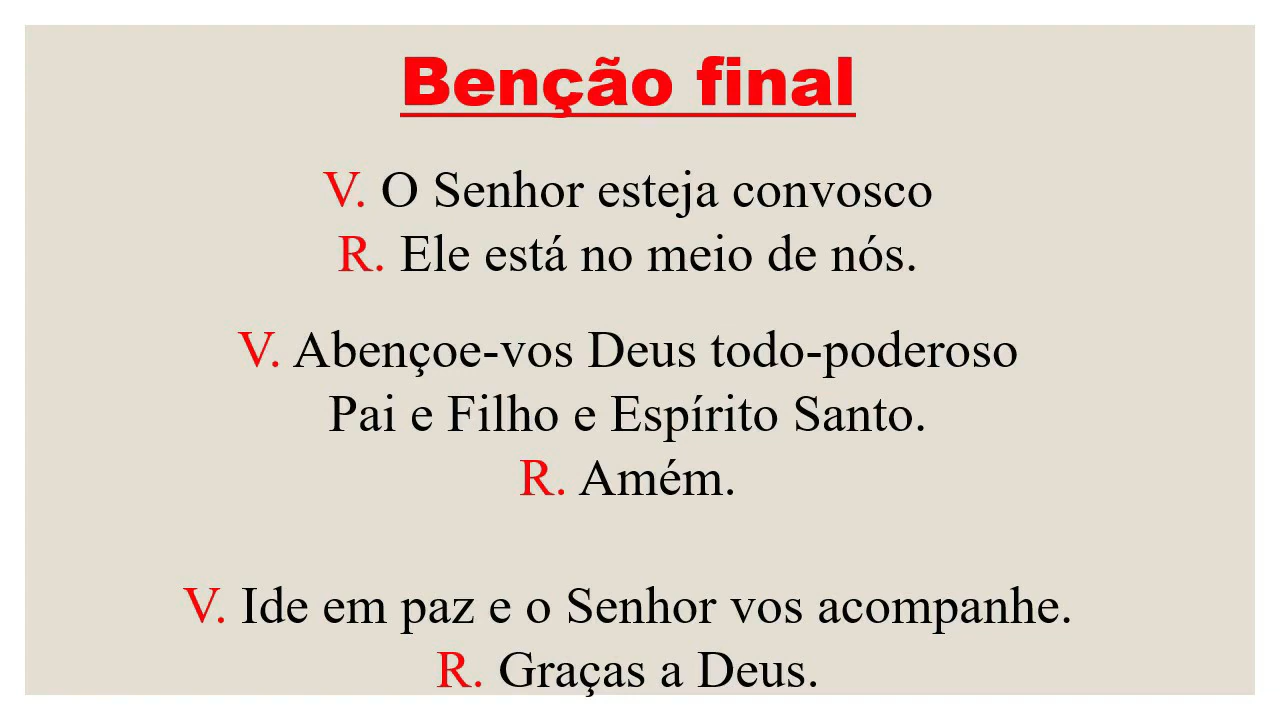 Benção final
V. O Senhor esteja convosco
R. Ele está no meio de nós.
V. Abençoe-vos Deus todo-poderoso
Pai e Filho e Espírito Santo.
R. Amém.
V. Ide em paz e o Senhor vos acompanhe.
R. Graças a Deus.